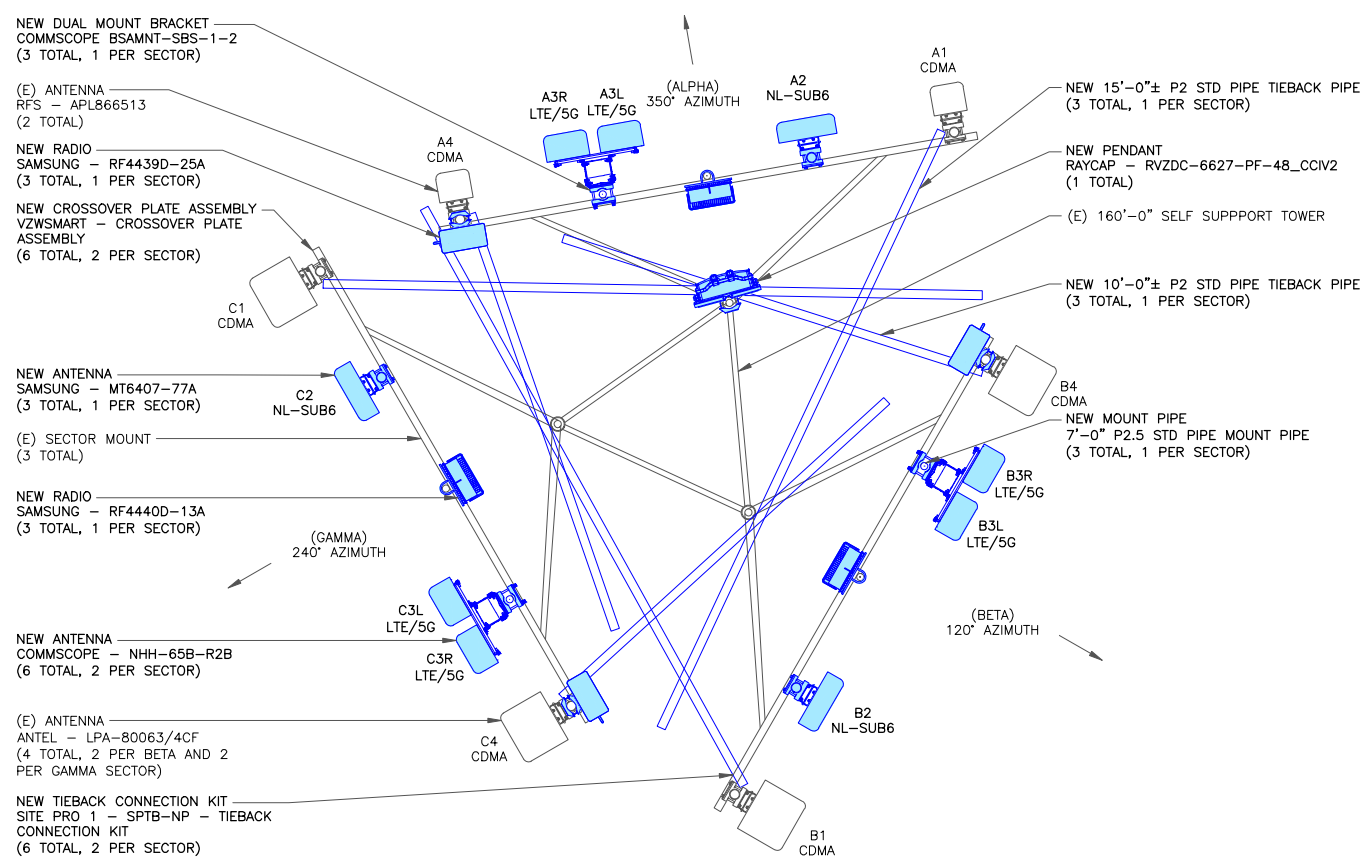 NEW DUAL MOUNT BRACKET
COMMSCOPE BSAMNT-SBS-1-2
(3 TOTAL, 1 PER SECTOR)
(E) ANTENNA
RFS - APL866513
(2 TOTAL)
NEW RADIO
SAMSUNG - RF4439D-25A
(3 TOTAL, 1 PER SECTOR)
NEW CROSSOVER PLATE ASSEMBLY
VZWSMART - CROSSOVER PLATE
ASSEMBLY
(6 TOTAL, 2 PER SECTOR)
NEW ANTENNA
SAMSUNG - MT6407-77A
(3 TOTAL, 1 PER SECTOR)
(E) SECTOR MOUNT
(3 TOTAL)
NEW RADIO
SAMSUNG - RF4440D-13A
(3 TOTAL, 1 PER SECTOR)
NEW ANTENNA
COMMSCOPE - NHH-65B-R2B
(6 TOTAL, 2 PER SECTOR)
(E) ANTENNA
ANTEL - LPA-80063/4CF
(4 TOTAL, 2 PER BETA AND 2
PER GAMMA SECTOR)
NEW TIEBACK CONNECTION KIT
SITE PRO 1 - SPTB-NP - TIEBACK
CONNECTION KIT
(6 TOTAL, 2 PER SECTOR)
A4
CDMA
A3R
LTE/5G
A3L
LTE/5G
(ALPHA)
350° AZIMUTH
A2
NL-SUB6
A1
CDMA
C1
CDMA
C2
NL-SUB6
(GAMMA)
240° AZIMUTH
C3L
LTE/5G
C3R
LTE/5G
C4
CDMA
B4
CDMA
B3R
LTE/5G
B3L
LTE/5G
(BETA)
120° AZIMUTH
B2
NL-SUB6
B1
CDMA
NEW 15'-0"± P2 STD PIPE TIEBACK PIPE
(3 TOTAL, 1 PER SECTOR)
NEW PENDANT
RAYCAP - RVZDC-6627-PF-48_CCIV2
(1 TOTAL)
(E) 160'-0" SELF SUPPPORT TOWER
NEW 10'-0"± P2 STD PIPE TIEBACK PIPE
(3 TOTAL, 1 PER SECTOR)
NEW MOUNT PIPE
7'-0" P2.5 STD PIPE MOUNT PIPE
(3 TOTAL, 1 PER SECTOR)